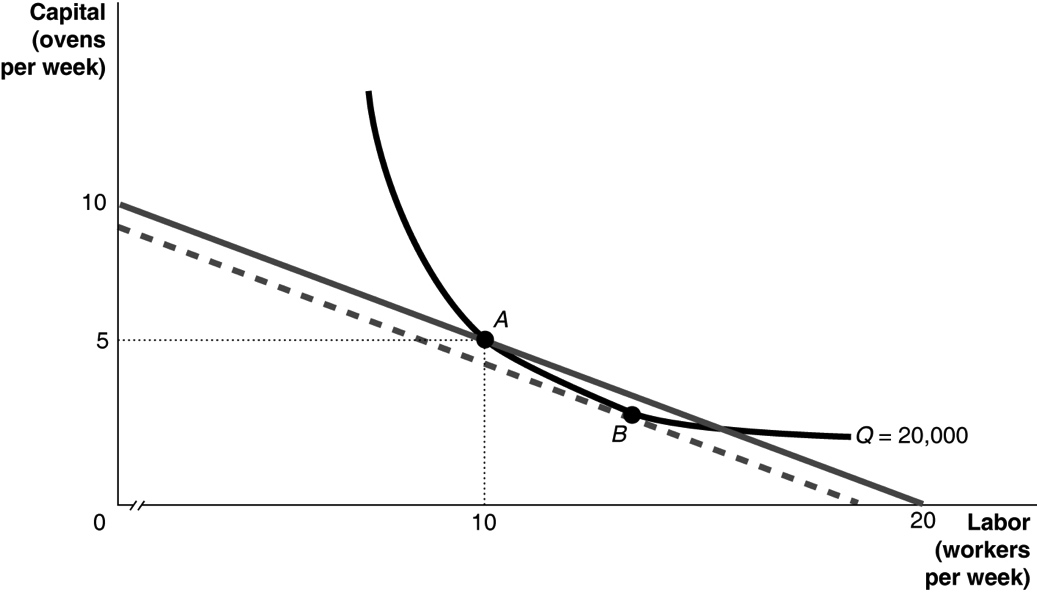 Capital
(ovens
per week)
10
A
5
B
Q = 20,000
0
10
20
Labor
(workers
per week)